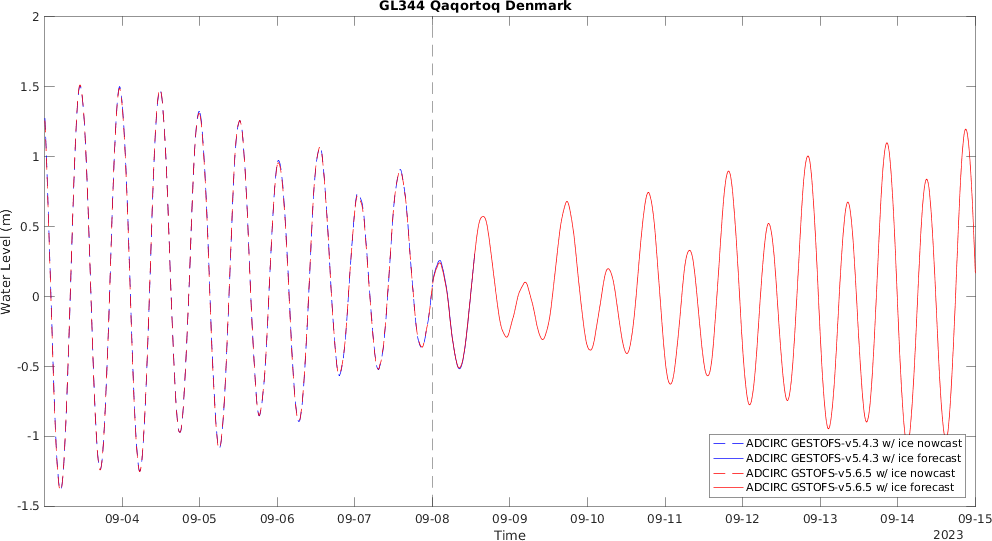 GL344 Qaqortoq Denmark
Water Level (m)
2
1.5
1
0.5
0
-0.5
-1
-1.5
ADCIRC GESTOFS-v5.4.3 w/ ice nowcast
ADCIRC GESTOFS-v5.4.3 w/ ice forecast
ADCIRC GSTOFS-v5.6.5 w/ ice nowcast
ADCIRC GSTOFS-v5.6.5 w/ ice forecast
09-04 09-05 09-06 09-07 09-08 09-09 09-10 09-11 09-12 09-13 09-14 09-15
Time
2023